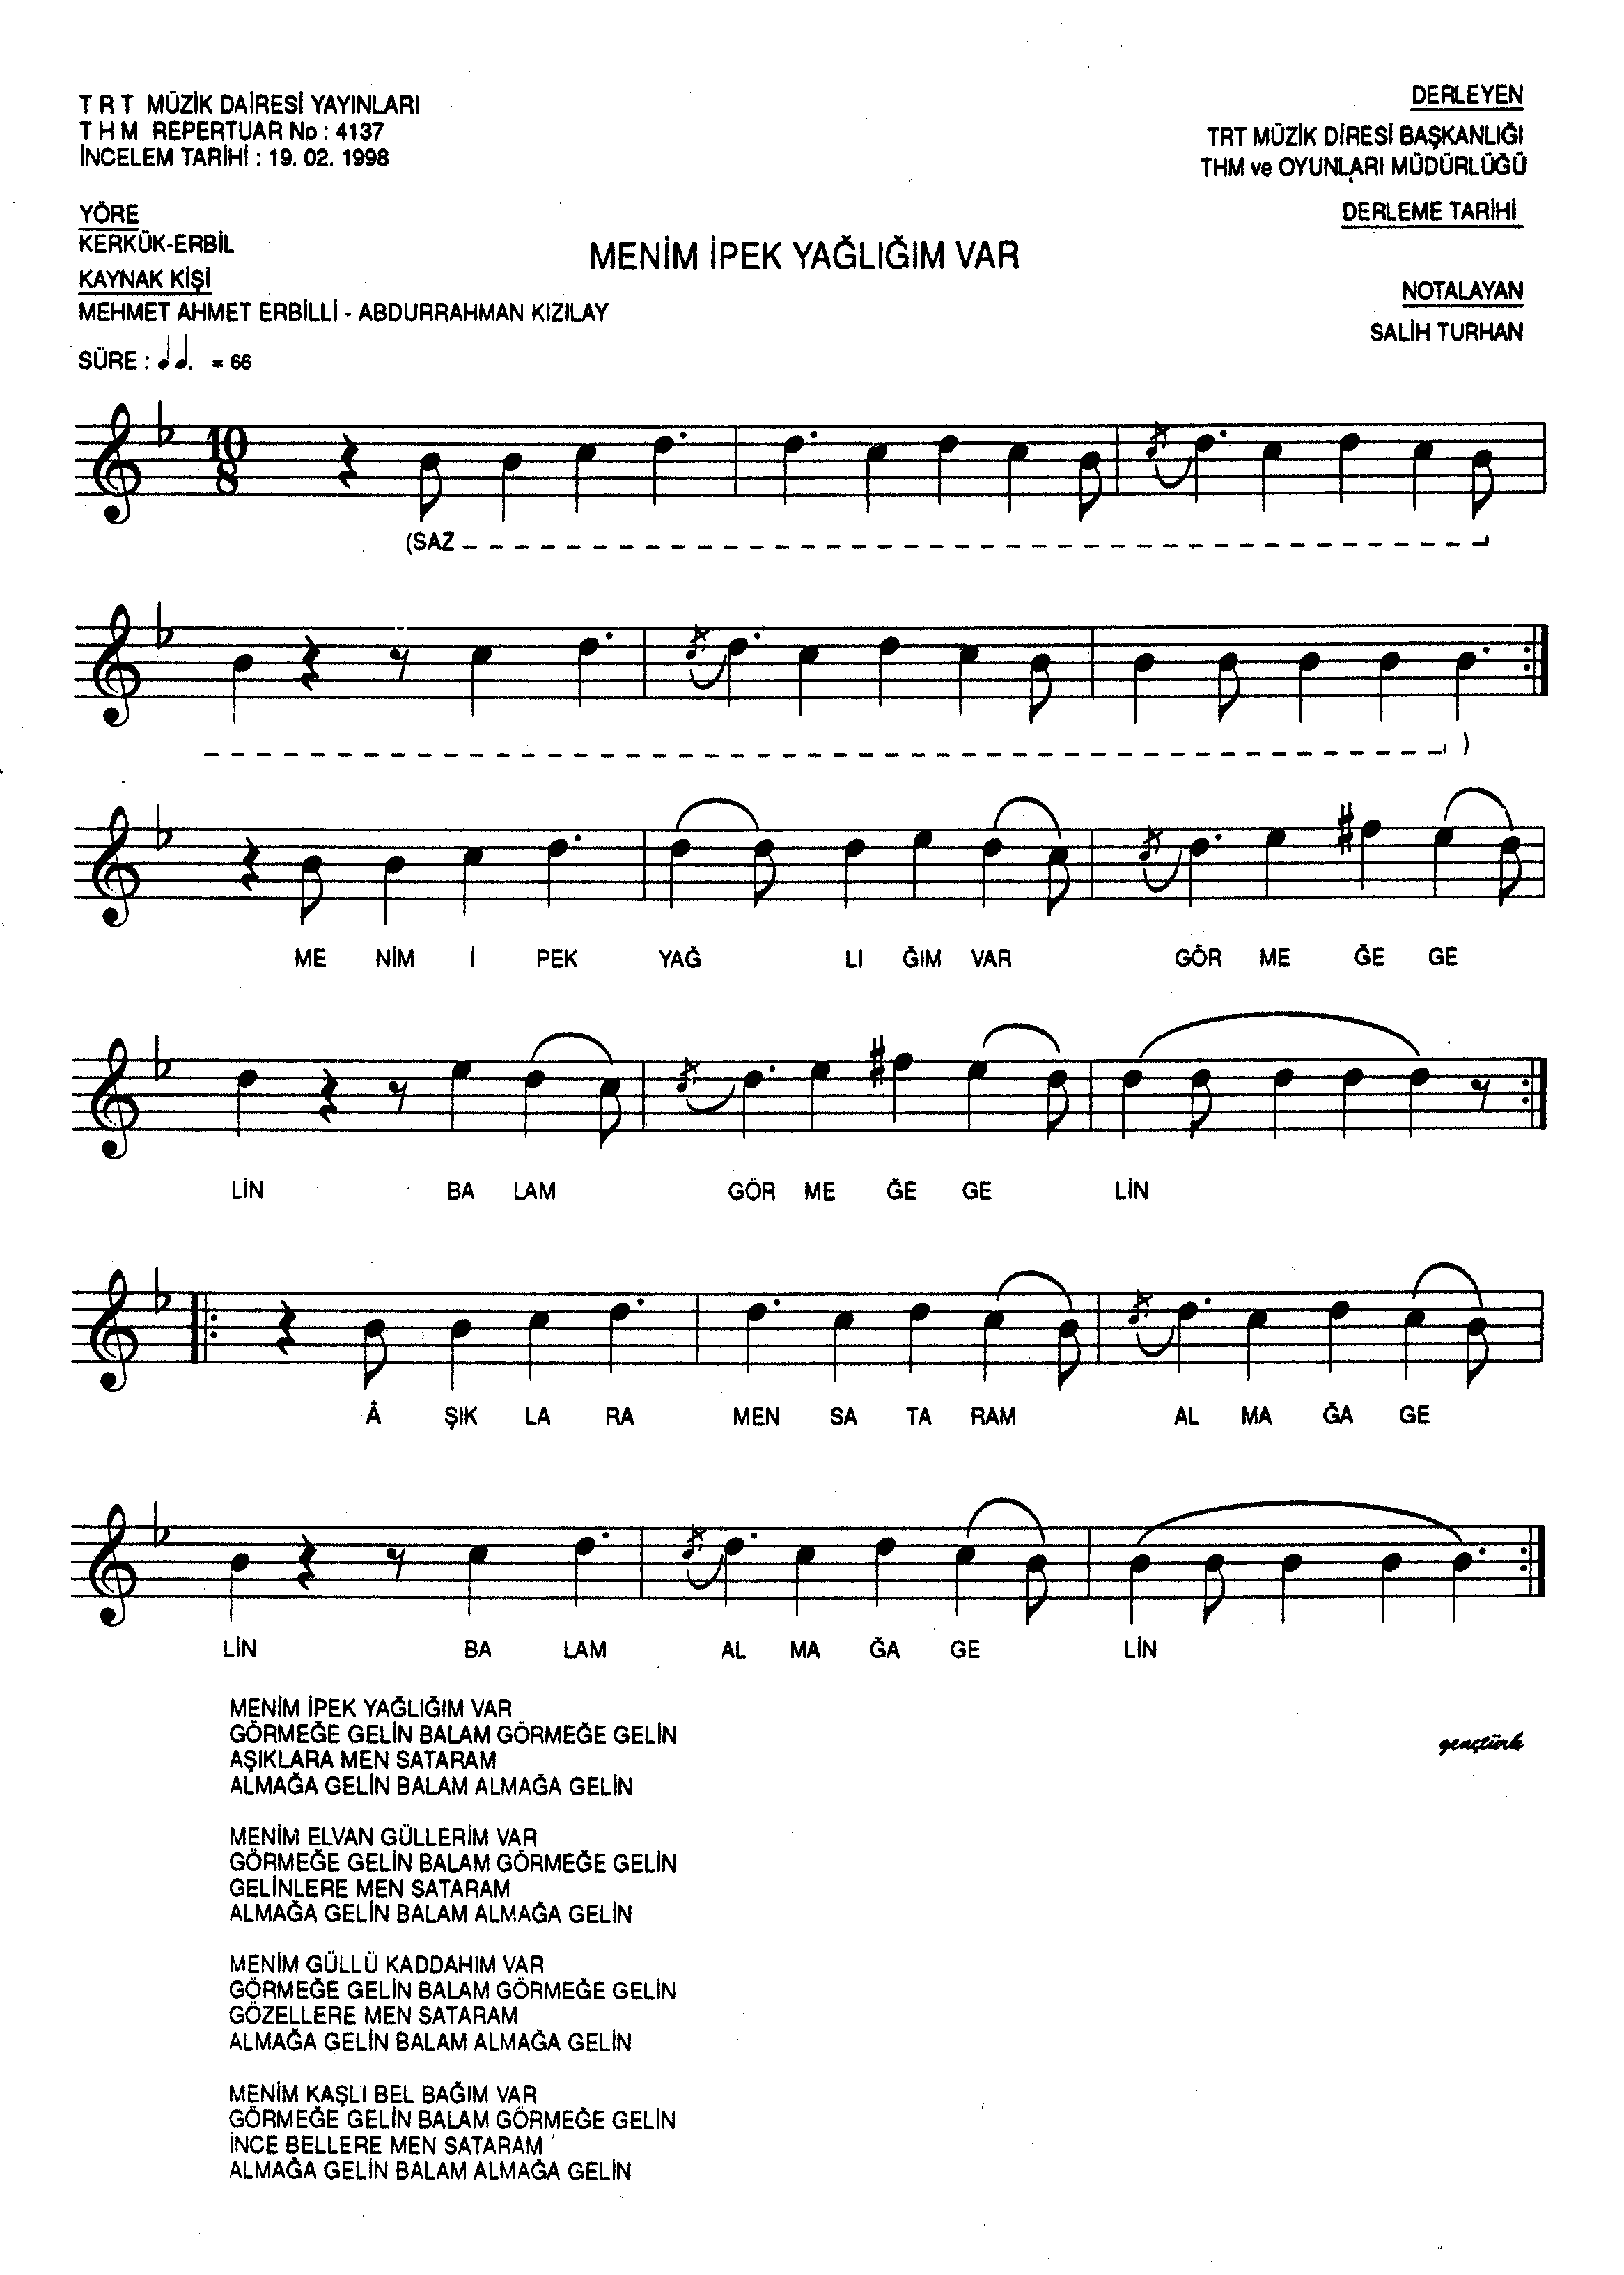 T R T MÜZİK DAİRESİ YAYINLARI
T H M REPERTUAR No : 4137
İNCELEM TARİHİ : 19. 02. 1998
DERLEYEN
TRT MÜZİK DİRESİ BAŞKANLIĞI
THM ve OYUNLARI MÜDÜRLÜĞÜ
YÖRE
KERKÜK-ERBİL
DERLEME TARİHİ
MENİM İPEK YAĞLIĞIM VAR
KAYNAK KİŞİ
MEHMET AHMET ERBİLLİ - ABDURRAHMAN KIZILAY
NOTALAYAN
SALİH TURHAN
SÜRE : = 66
10
8
(SAZ
)
ME NİM İ PEK YAĞ LI ĞIM VAR GÖR ME ĞE GE
LİN BA LAM GÖR ME ĞE GE LİN
Â ŞIK LA RA MEN SA TA RAM AL MA ĞA GE
LİN BA LAM AL MA ĞA GE LİN
MENİM İPEK YAĞLIĞIM VAR
GÖRMEĞE GELİN BALAM GÖRMEĞE GELİN
AŞIKLARA MEN SATARAM
ALMAĞA GELİN BALAM ALMAĞA GELİN
gençtürk
MENİM ELVAN GÜLLERİM VAR
GÖRMEĞE GELİN BALAM GÖRMEĞE GELİN
GELİNLERE MEN SATARAM
ALMAĞA GELİN BALAM ALMAĞA GELİN
MENİM GÜLLÜ KADDAHIM VAR
GÖRMEĞE GELİN BALAM GÖRMEĞE GELİN
GÖZELLERE MEN SATARAM
ALMAĞA GELİN BALAM ALMAĞA GELİN
MENİM KAŞLI BEL BAĞIM VAR
GÖRMEĞE GELİN BALAM GÖRMEĞE GELİN
İNCE BELLERE MEN SATARAM
ALMAĞA GELİN BALAM ALMAĞA GELİN